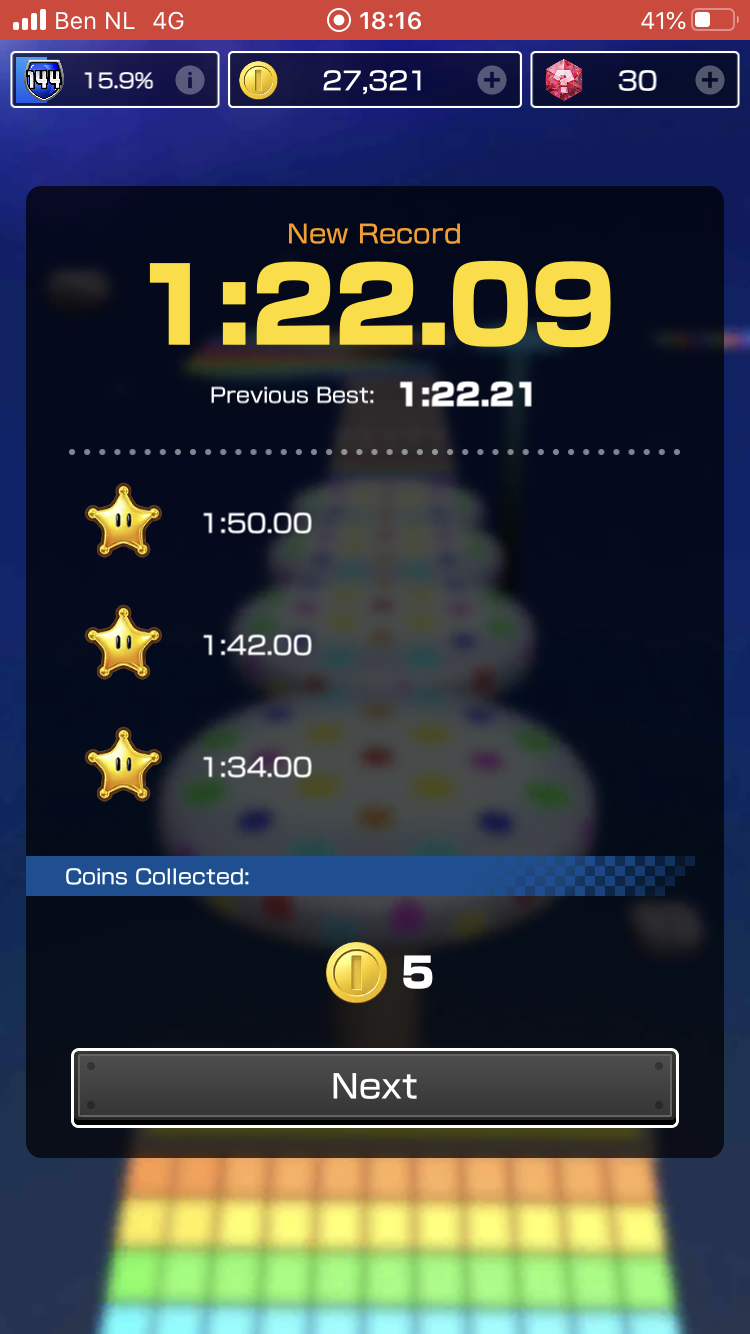 Ben NL 4G 18:16 41%
144 15.9% i 27,321 + ? 30 +
New Record
1:22.09
Previous Best: 1:22.21
1:50.00
1:42.00
1:34.00
Coins Collected:
5
Next